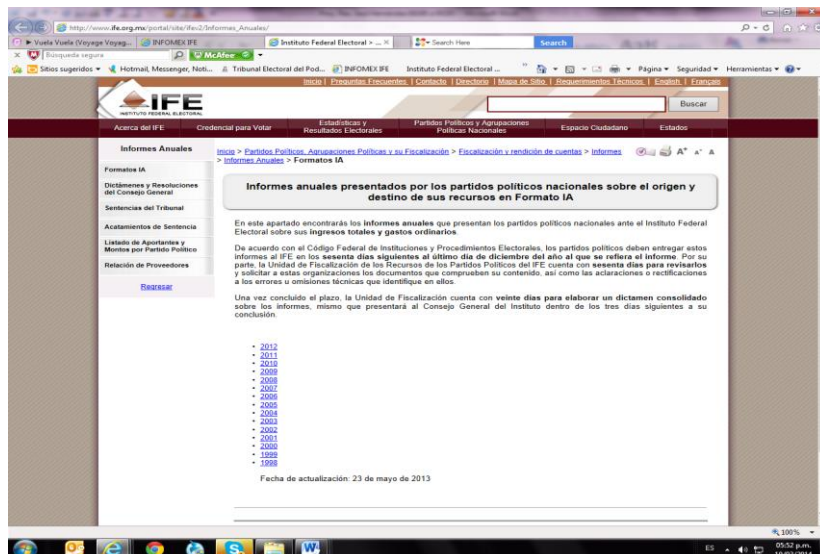 http://www.ife.org.mx/portal/site/ifev2/Informes_Anuales/
Vuela Vuela (Voyage Voyag...
INFOMEX IFE
Instituto Federal Electoral > ...
Search Here
Search
Búsqueda segura
McAfee
Sitios sugeridos
Hotmail, Messenger, Noti...
Tribunal Electoral del Pod...
INFOMEX IFE
Instituto Federal Electoral ...
Página
Seguridad
Herramientas
Inicio | Preguntas Frecuentes | Contacto | Directorio | Mapa de Sitio | Requerimientos Técnicos | English | Français
IFE
INSTITUTO FEDERAL ELECTORAL
Buscar
Acerca del IFE
Credencial para Votar
Estadísticas y Resultados Electorales
Partidos Políticos y Agrupaciones Políticas Nacionales
Espacio Ciudadano
Estados
Informes Anuales
Formatos IA
Dictámenes y Resoluciones
del Consejo General
Sentencias del Tribunal
Acatamientos de Sentencia
Listado de Aportantes y
Montos por Partido Político
Relación de Proveedores
Regresar
Inicio > Partidos Políticos, Agrupaciones Políticas y su Fiscalización > Fiscalización y rendición de cuentas > Informes
> Informes Anuales > Formatos IA
A+ A A
Informes anuales presentados por los partidos políticos nacionales sobre el origen y
destino de sus recursos en Formato IA
En este apartado encontrarás los informes anuales que presentan los partidos políticos nacionales ante el Instituto Federal
Electoral sobre sus ingresos totales y gastos ordinarios.
De acuerdo con el Código Federal de Instituciones y Procedimientos Electorales, los partidos políticos deben entregar estos
informes al IFE en los sesenta días siguientes al último día de diciembre del año al que se refiera el informe. Por su
parte, la Unidad de Fiscalización de los Recursos de los Partidos Políticos del IFE cuenta con sesenta días para revisarlos
y solicitar a estas organizaciones los documentos que comprueben su contenido, así como las aclaraciones o rectificaciones
a los errores u omisiones técnicas que identifique en ellos.
Una vez concluido el plazo, la Unidad de Fiscalización cuenta con veinte días para elaborar un dictamen consolidado
sobre los informes, mismo que presentará al Consejo General del Instituto dentro de los tres días siguientes a su
conclusión.
2012
2011
2010
2009
2008
2007
2006
2005
2004
2003
2002
2001
2000
1999
1998
Fecha de actualización: 23 de mayo de 2013
100%
ES
05:52 p.m.